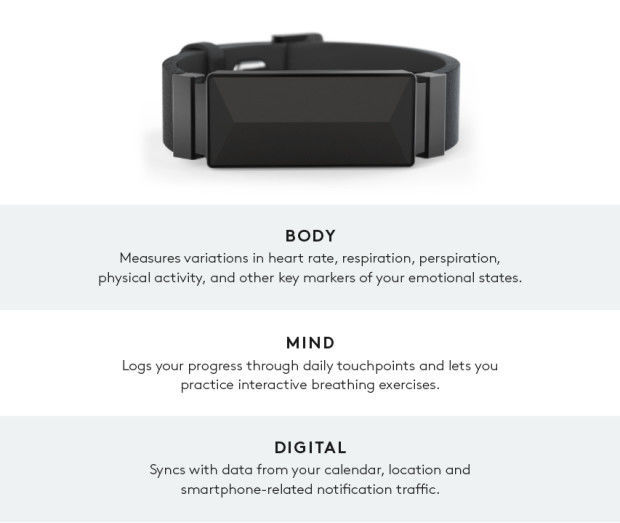 BODY
Measures variations in heart rate, respiration, perspiration,
physical activity, and other key markers of your emotional states.
MIND
Logs your progress through daily touchpoints and lets you
practice interactive breathing exercises.
DIGITAL
Syncs with data from your calendar, location and
smartphone-related notification traffic.